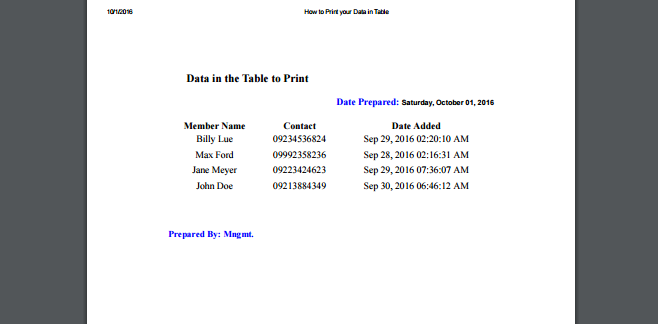 10/1/2016 How to Print your Data in Table
Data in the Table to Print
Date Prepared: Saturday, October 01, 2016
Member Name Contact Date Added
Billy Lue 09234536824 Sep 29, 2016 02:20:10 AM
Max Ford 09992358236 Sep 28, 2016 02:16:31 AM
Jane Meyer 09223424623 Sep 29, 2016 07:36:07 AM
John Doe 09213884349 Sep 30, 2016 06:46:12 AM
Prepared By: Mngmt.